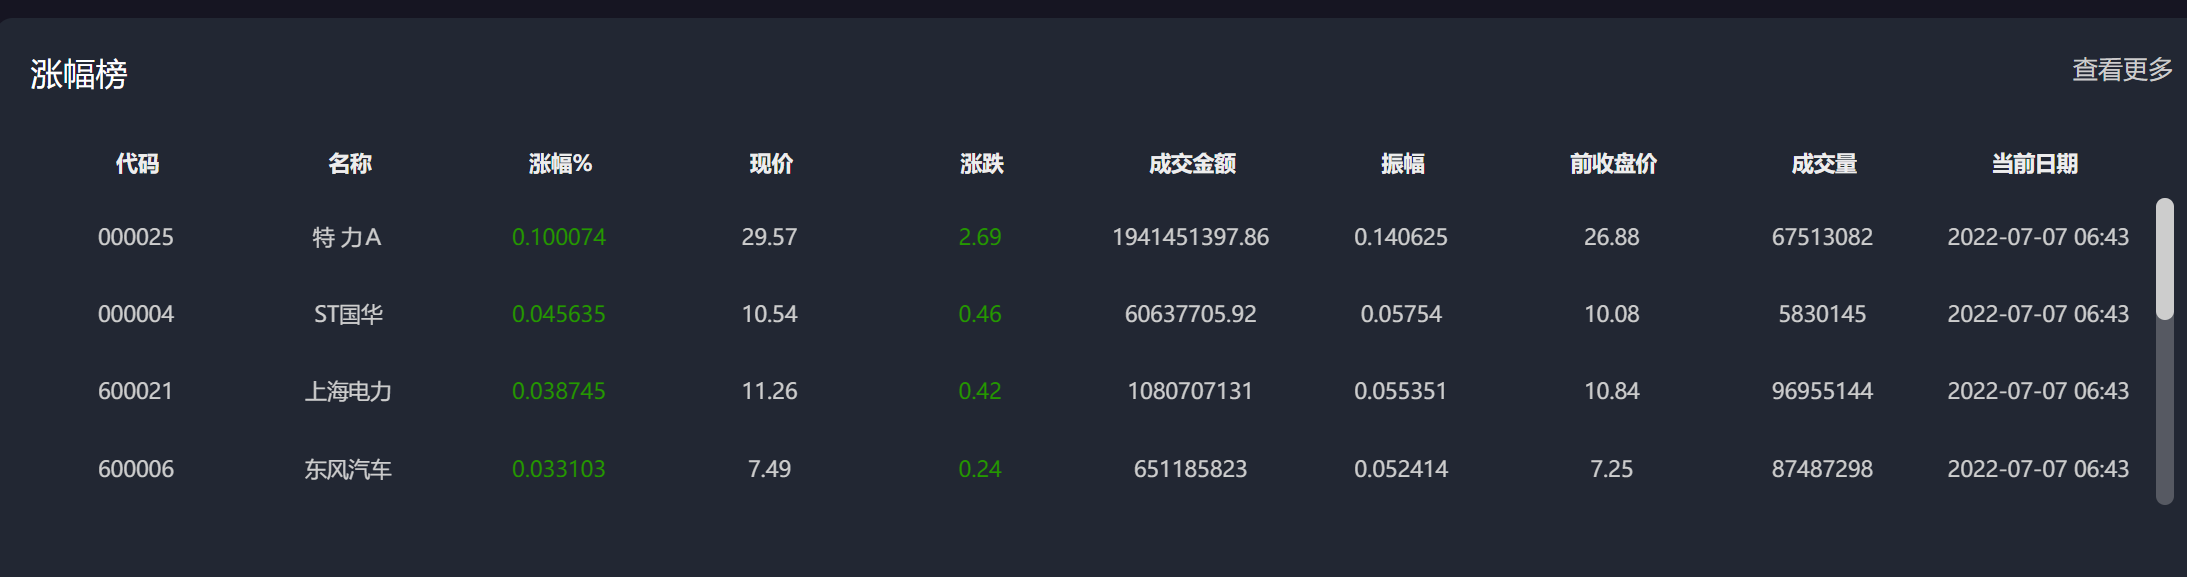 涨幅榜 查看更多
代码 名称 涨幅% 现价 涨跌 成交金额 振幅 前收盘价 成交量 当前日期
000025 特 力A 0.100074 29.57 2.69 1941451397.86 0.140625 26.88 67513082 2022-07-07 06:43
000004 ST国华 0.045635 10.54 0.46 60637705.92 0.05754 10.08 5830145 2022-07-07 06:43
600021 上海电力 0.038745 11.26 0.42 1080707131 0.055351 10.84 96955144 2022-07-07 06:43
600006 东风汽车 0.033103 7.49 0.24 651185823 0.052414 7.25 87487298 2022-07-07 06:43